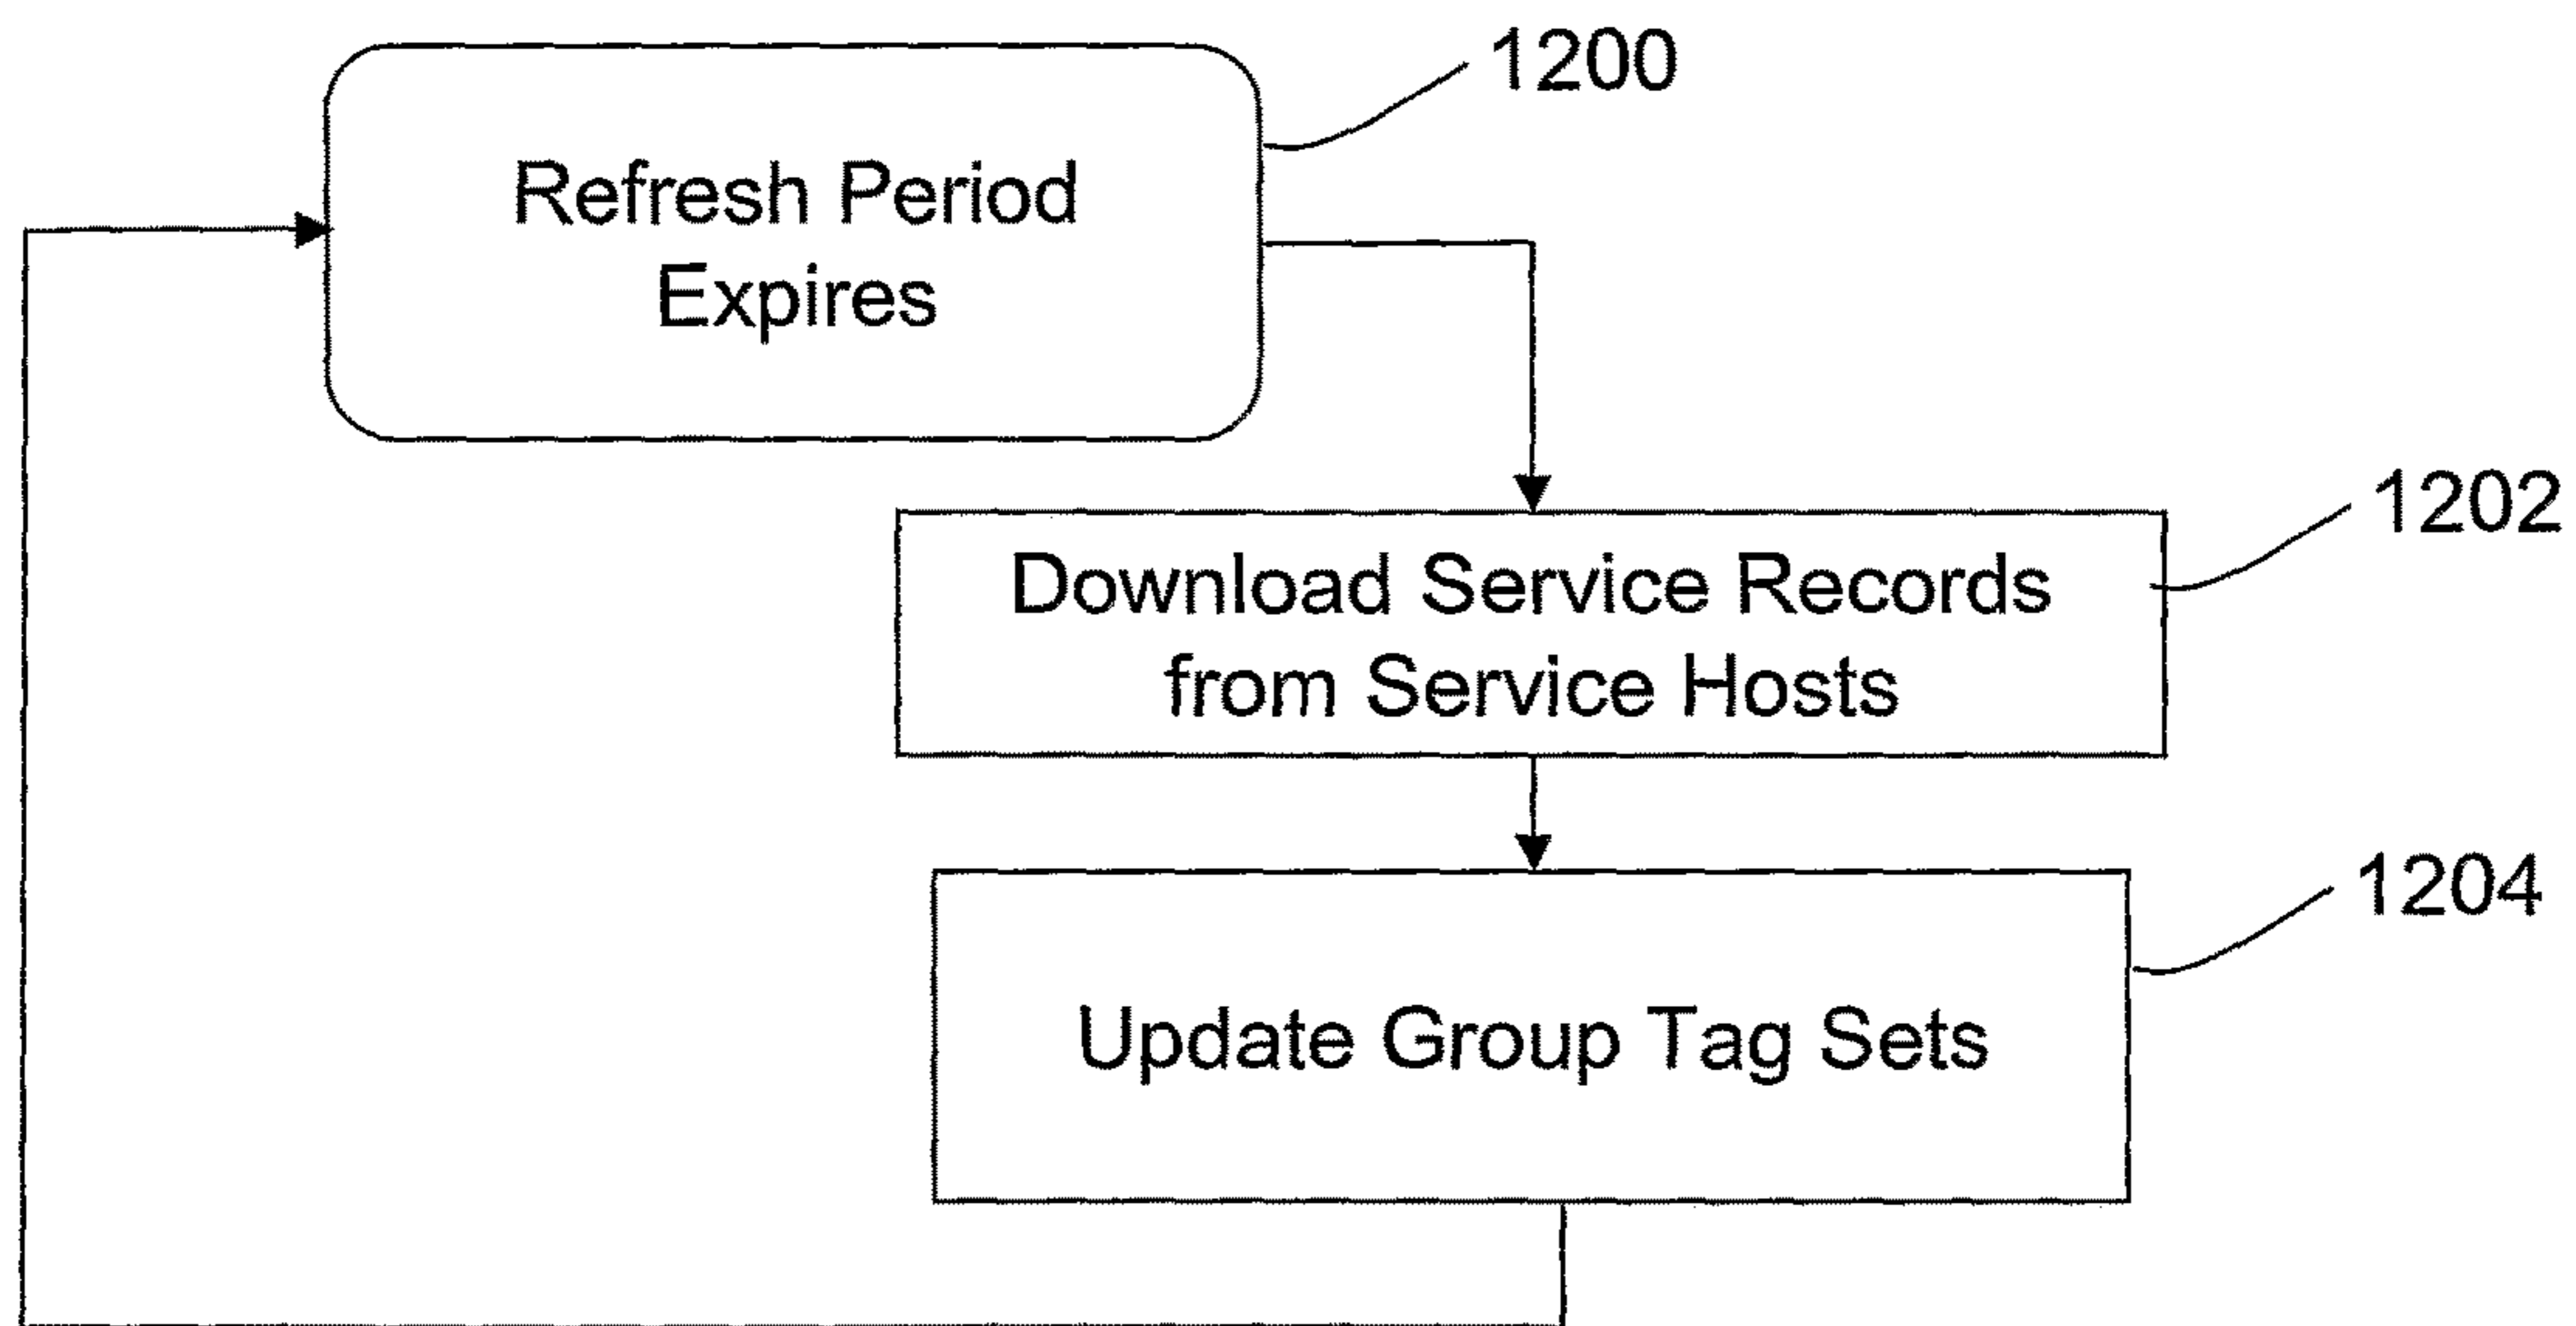 1200
Refresh Period
Expires
1202
Download Service Records
from Service Hosts
1204
Update Group Tag Sets